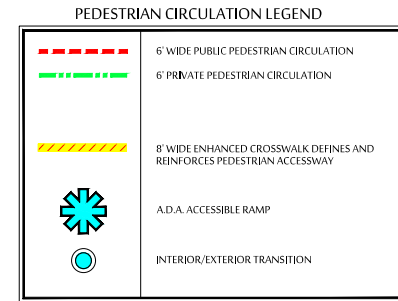 PEDESTRIAN CIRCULATION LEGEND
6' WIDE PUBLIC PEDESTRIAN CIRCULATION
6' PRIVATE PEDESTRIAN CIRCULATION
8' WIDE ENHANCED CROSSWALK DEFINES AND
REINFORCES PEDESTRIAN ACCESSWAY
A.D.A. ACCESSIBLE RAMP
INTERIOR/EXTERIOR TRANSITION